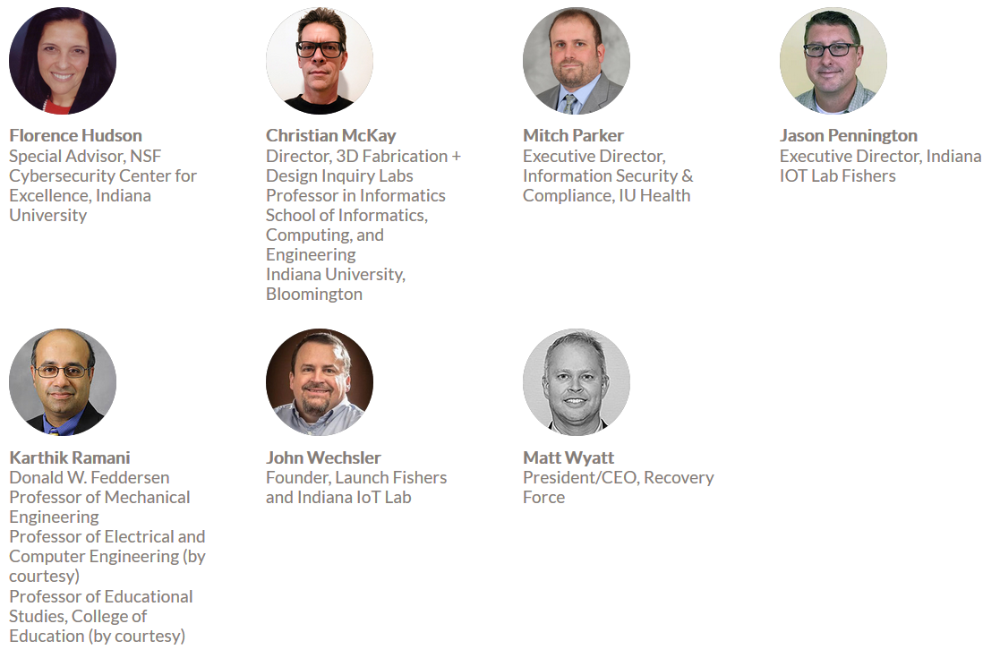 Florence Hudson
Special Advisor, NSF
Cybersecurity Center for
Excellence, Indiana
University
Christian McKay
Director, 3D Fabrication +
Design Inquiry Labs
Professor in Informatics
School of Informatics,
Computing, and
Engineering
Indiana University,
Bloomington
Mitch Parker
Executive Director,
Information Security &
Compliance, IU Health
Jason Pennington
Executive Director, Indiana
IOT Lab Fishers
Karthik Ramani
Donald W. Feddersen
Professor of Mechanical
Engineering
Professor of Electrical and
Computer Engineering (by
courtesy)
Professor of Educational
Studies, College of
Education (by courtesy)
John Wechsler
Founder, Launch Fishers
and Indiana IoT Lab
Matt Wyatt
President/CEO, Recovery
Force